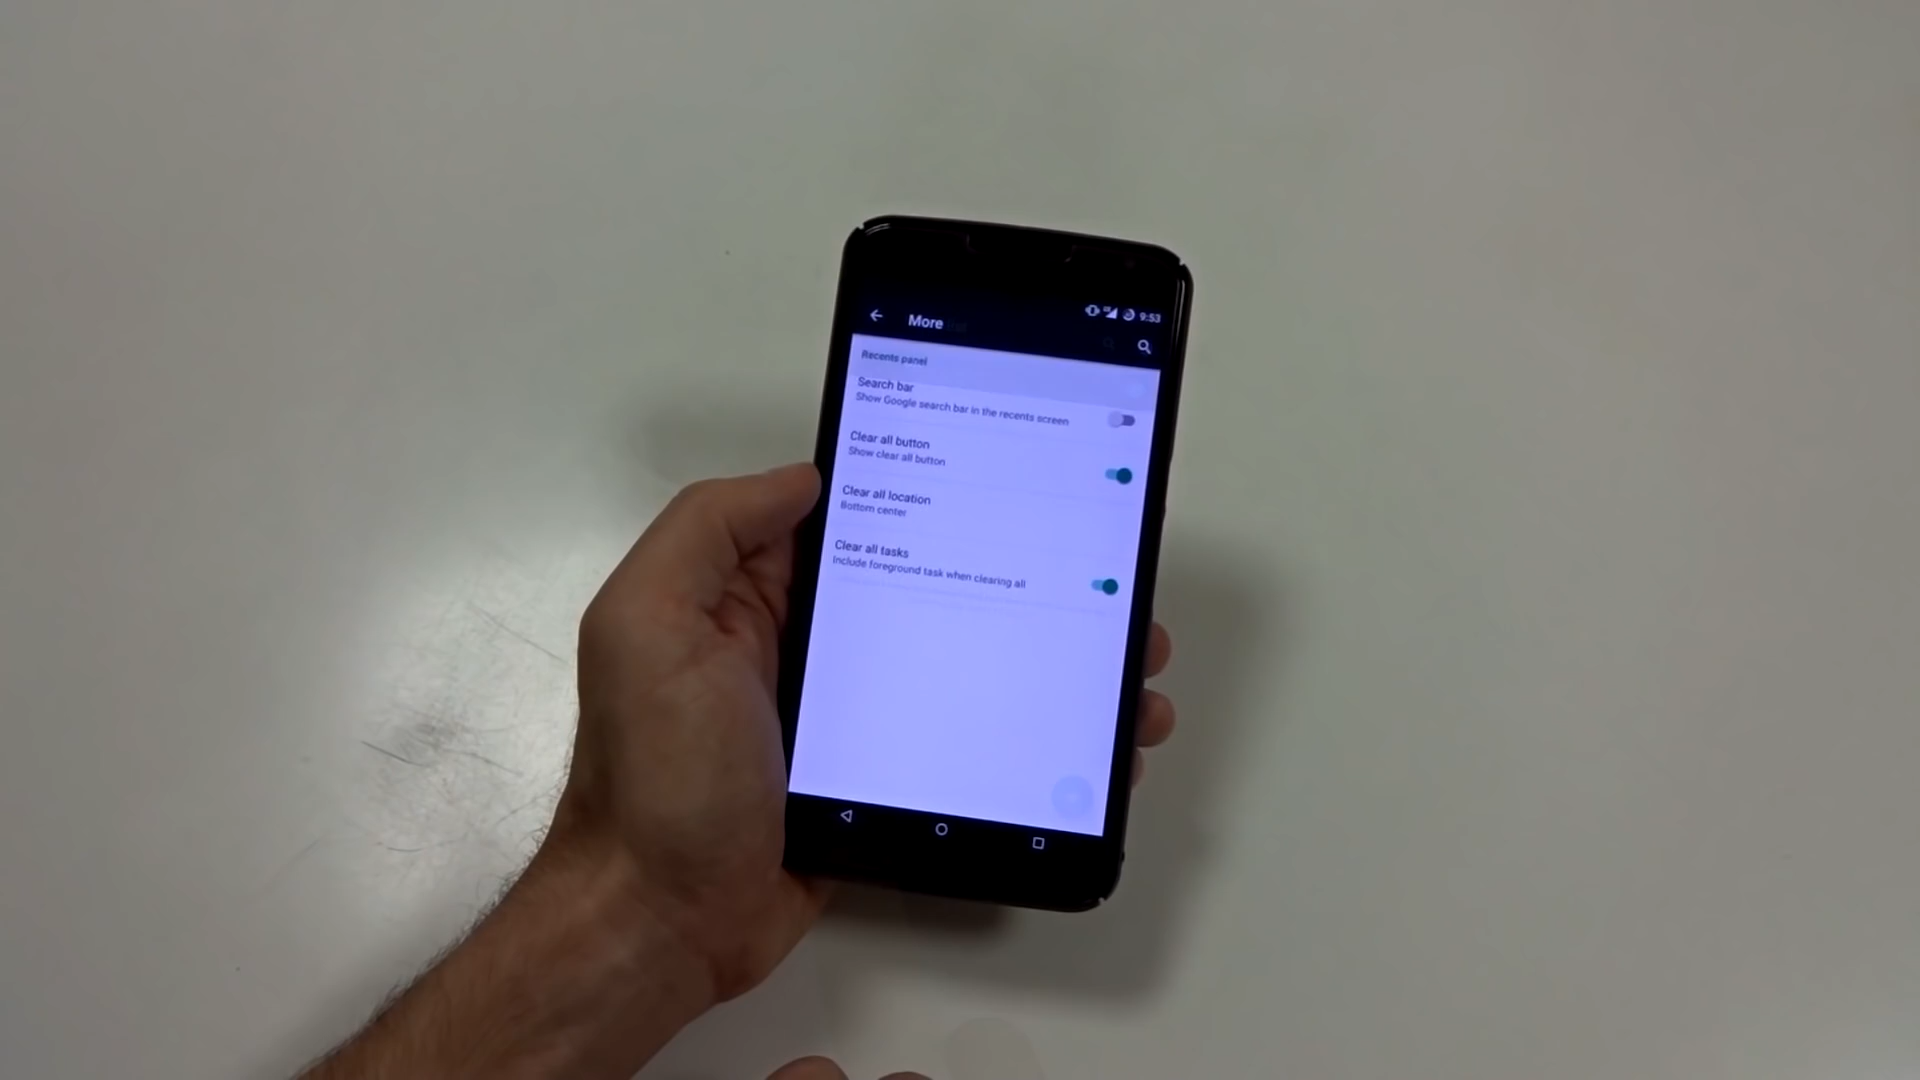 9:53
More
Recents panel
Search bar
Show Google search bar in the recents screen
Clear all button
Show clear all button
Clear all location
Bottom center
Clear all tasks
Include foreground task when clearing all